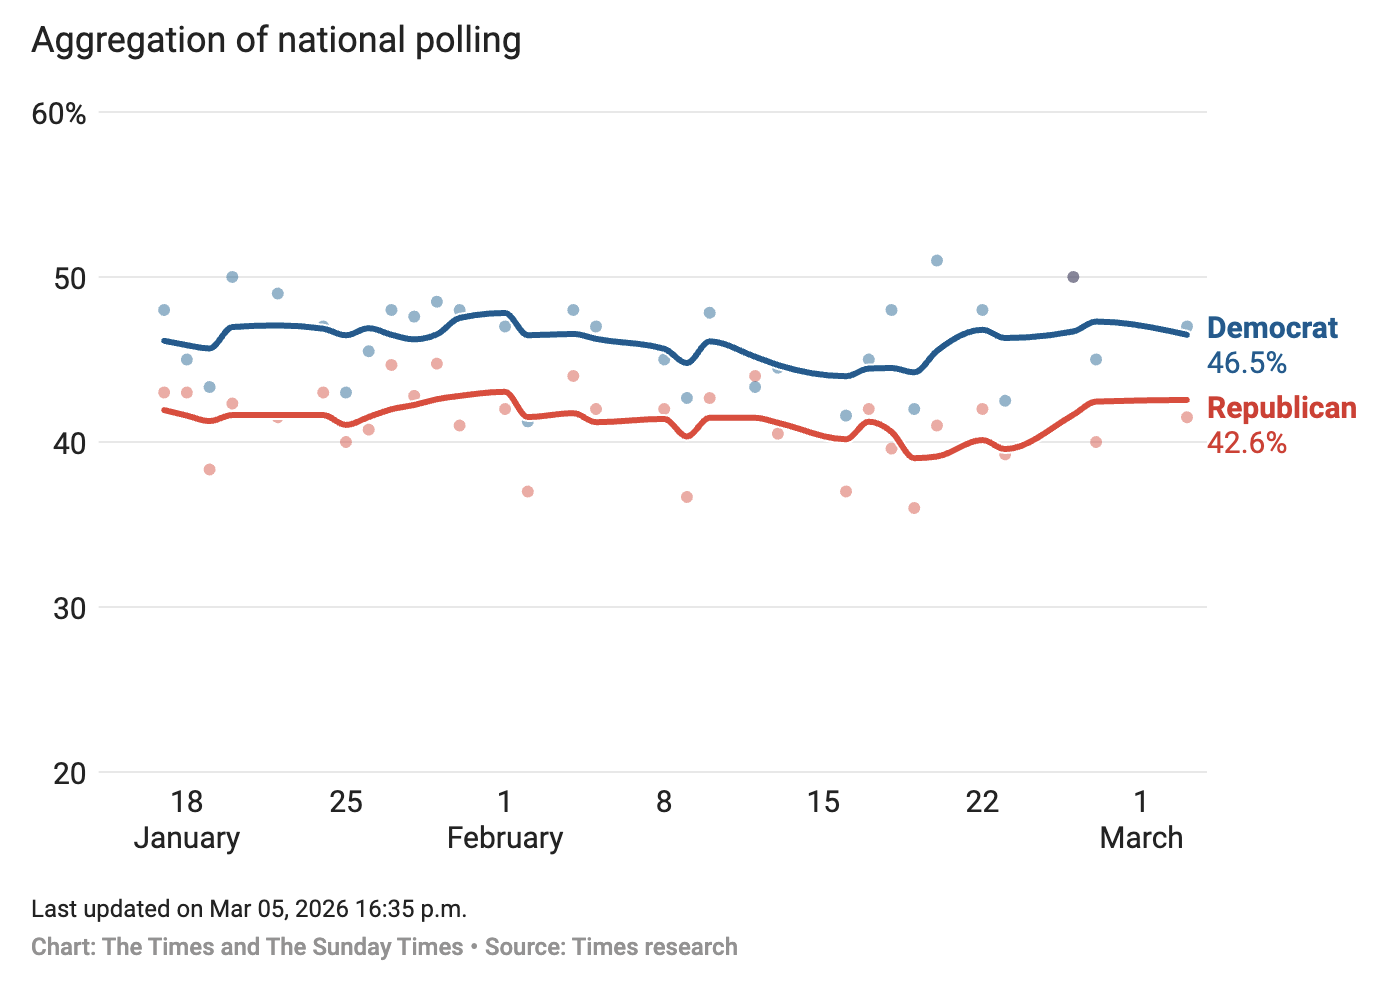 Aggregation of national polling
60%
50
40
30
20
Democrat
46.5%
Republican
42.6%
18 25 1 8 15 22 1
January February March
Last updated on Mar 05, 2026 16:35 p.m.
Chart: The Times and The Sunday Times • Source: Times research